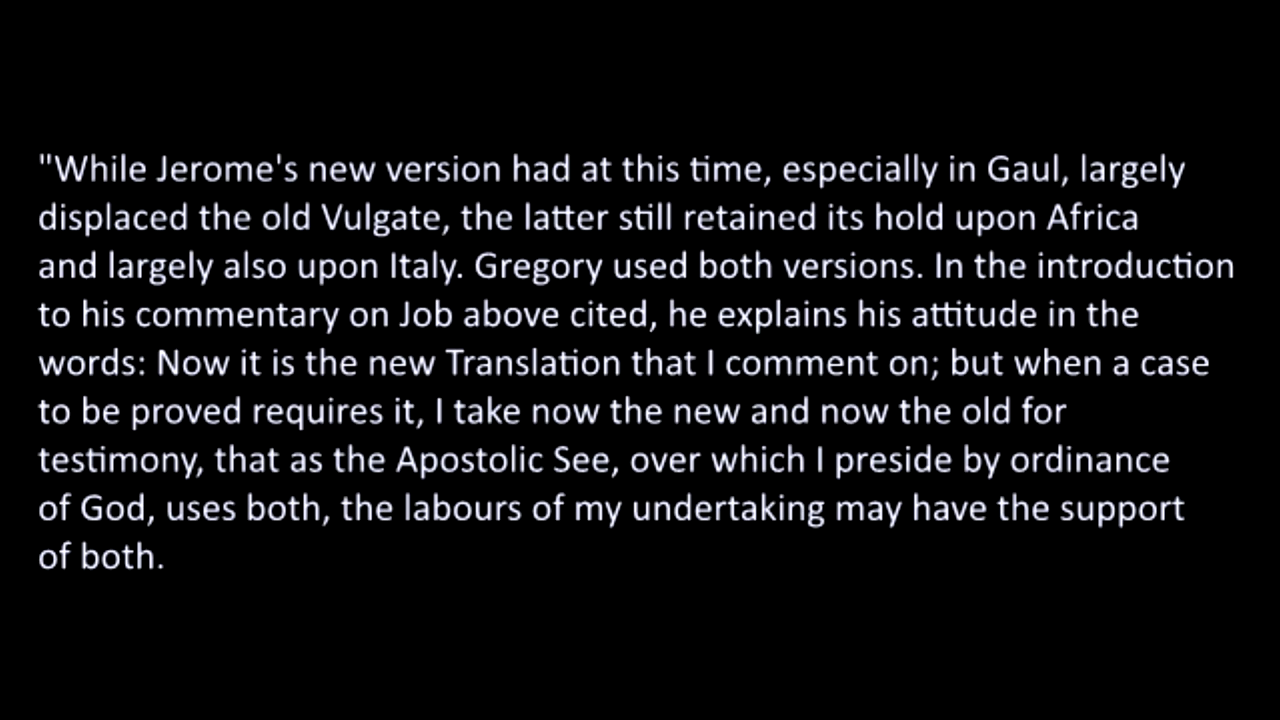 "While Jerome's new version had at this time, especially in Gaul, largely
displaced the old Vulgate, the latter still retained its hold upon Africa
and largely also upon Italy. Gregory used both versions. In the introduction
to his commentary on Job above cited, he explains his attitude in the
words: Now it is the new Translation that I comment on; but when a case
to be proved requires it, I take now the new and now the old for
testimony, that as the Apostolic See, over which I preside by ordinance
of God, uses both, the labours of my undertaking may have the support
of both.